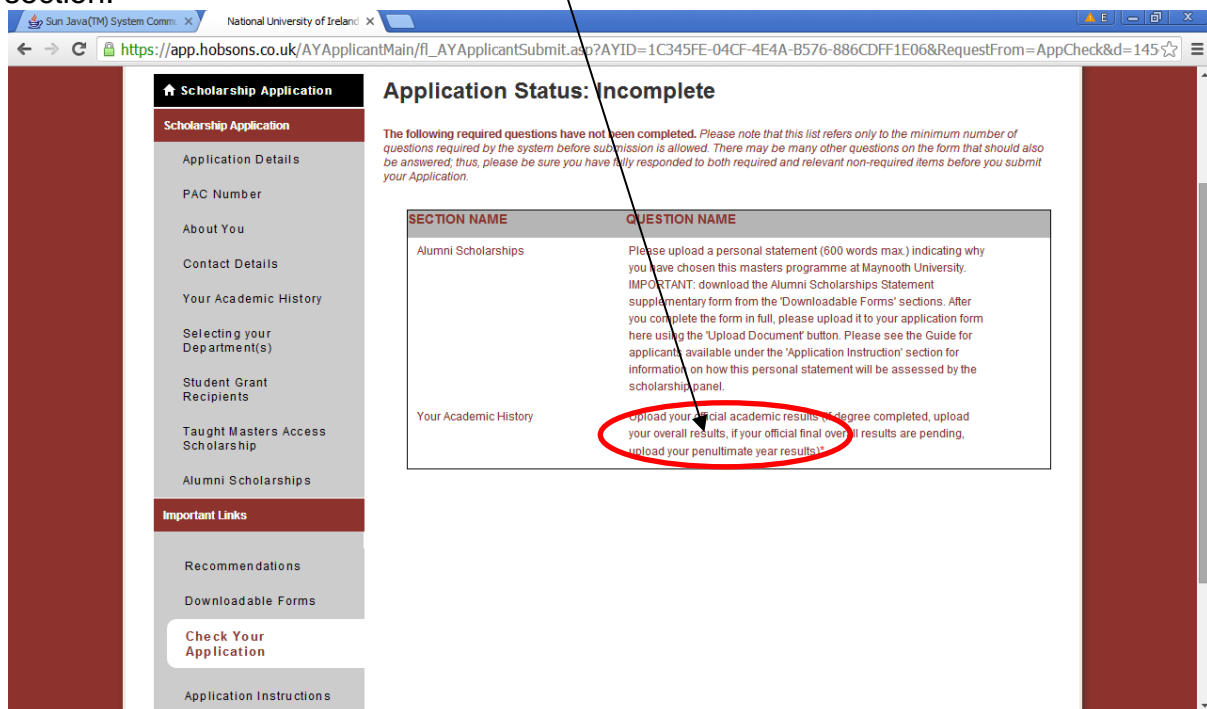 section.
Sun Java(TM) System Commu
National University of Ireland
E
https://app.hobsons.co.uk/AYApplicantMain/fl_AYApplicantSubmit.asp?AYID=1C345FE-04CF-4E4A-B576-886CDFF1E06&RequestFrom=AppCheck&d=145
Scholarship Application
Scholarship Application
Application Details
PAC Number
About You
Contact Details
Your Academic History
Selecting your
Department(s)
Student Grant
Recipients
Taught Masters Access
Scholarship
Alumni Scholarships
Important Links
Recommendations
Downloadable Forms
Check Your
Application
Application Instructions
Application Status: Incomplete
The following required questions have not been completed. Please note that this list refers only to the minimum number of
questions required by the system before submission is allowed. There may be many other questions on the form that should also
be answered; thus, please be sure you have fully responded to both required and relevant non-required items before you submit
your Application.
SECTION NAME QUESTION NAME
Alumni Scholarships
Please upload a personal statement (600 words max.) indicating why
you have chosen this masters programme at Maynooth University.
IMPORTANT: download the Alumni Scholarships Statement
supplementary form from the 'Downloadable Forms' sections. After
you complete the form in full, please upload it to your application form
here using the 'Upload Document' button. Please see the Guide for
applicants available under the 'Application Instruction' section for
information on how this personal statement will be assessed by the
scholarship panel.
Your Academic History
Upload your official academic results (if degree completed, upload
your overall results, if your official final overall results are pending,
upload your penultimate year results)*